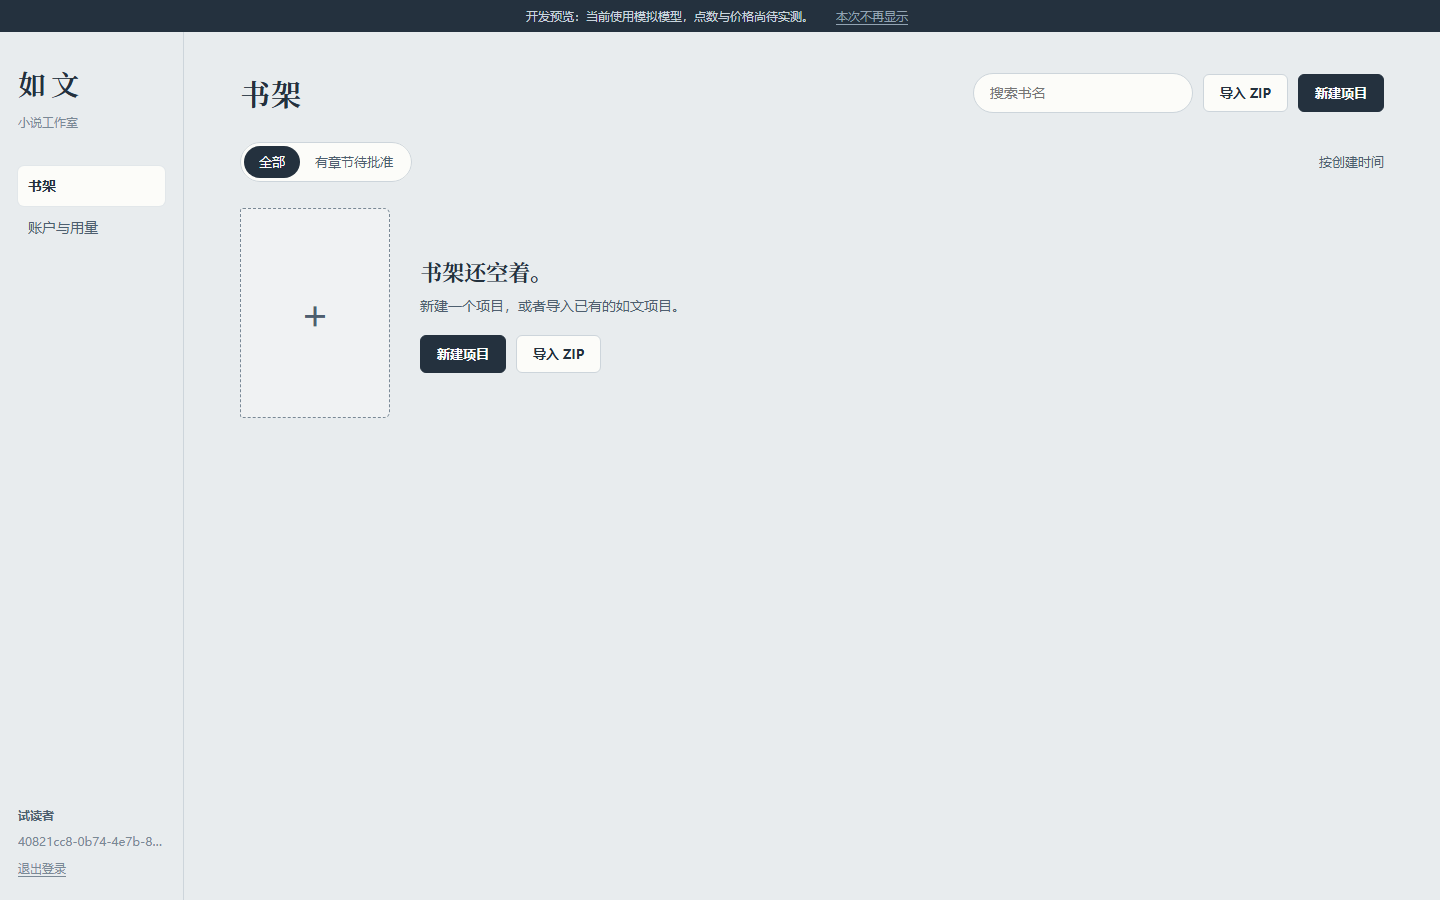 开发预览：当前使用模拟模型，点数与价格尚待实测。 本次不再显示
如文
小说工作室
书架
账户与用量
书架
搜索书名
导入 ZIP
新建项目
全部
有章节待批准
按创建时间
+
书架还空着。
新建一个项目，或者导入已有的如文项目。
新建项目
导入 ZIP
试读者
40821cc8-0b74-4e7b-8...
退出登录